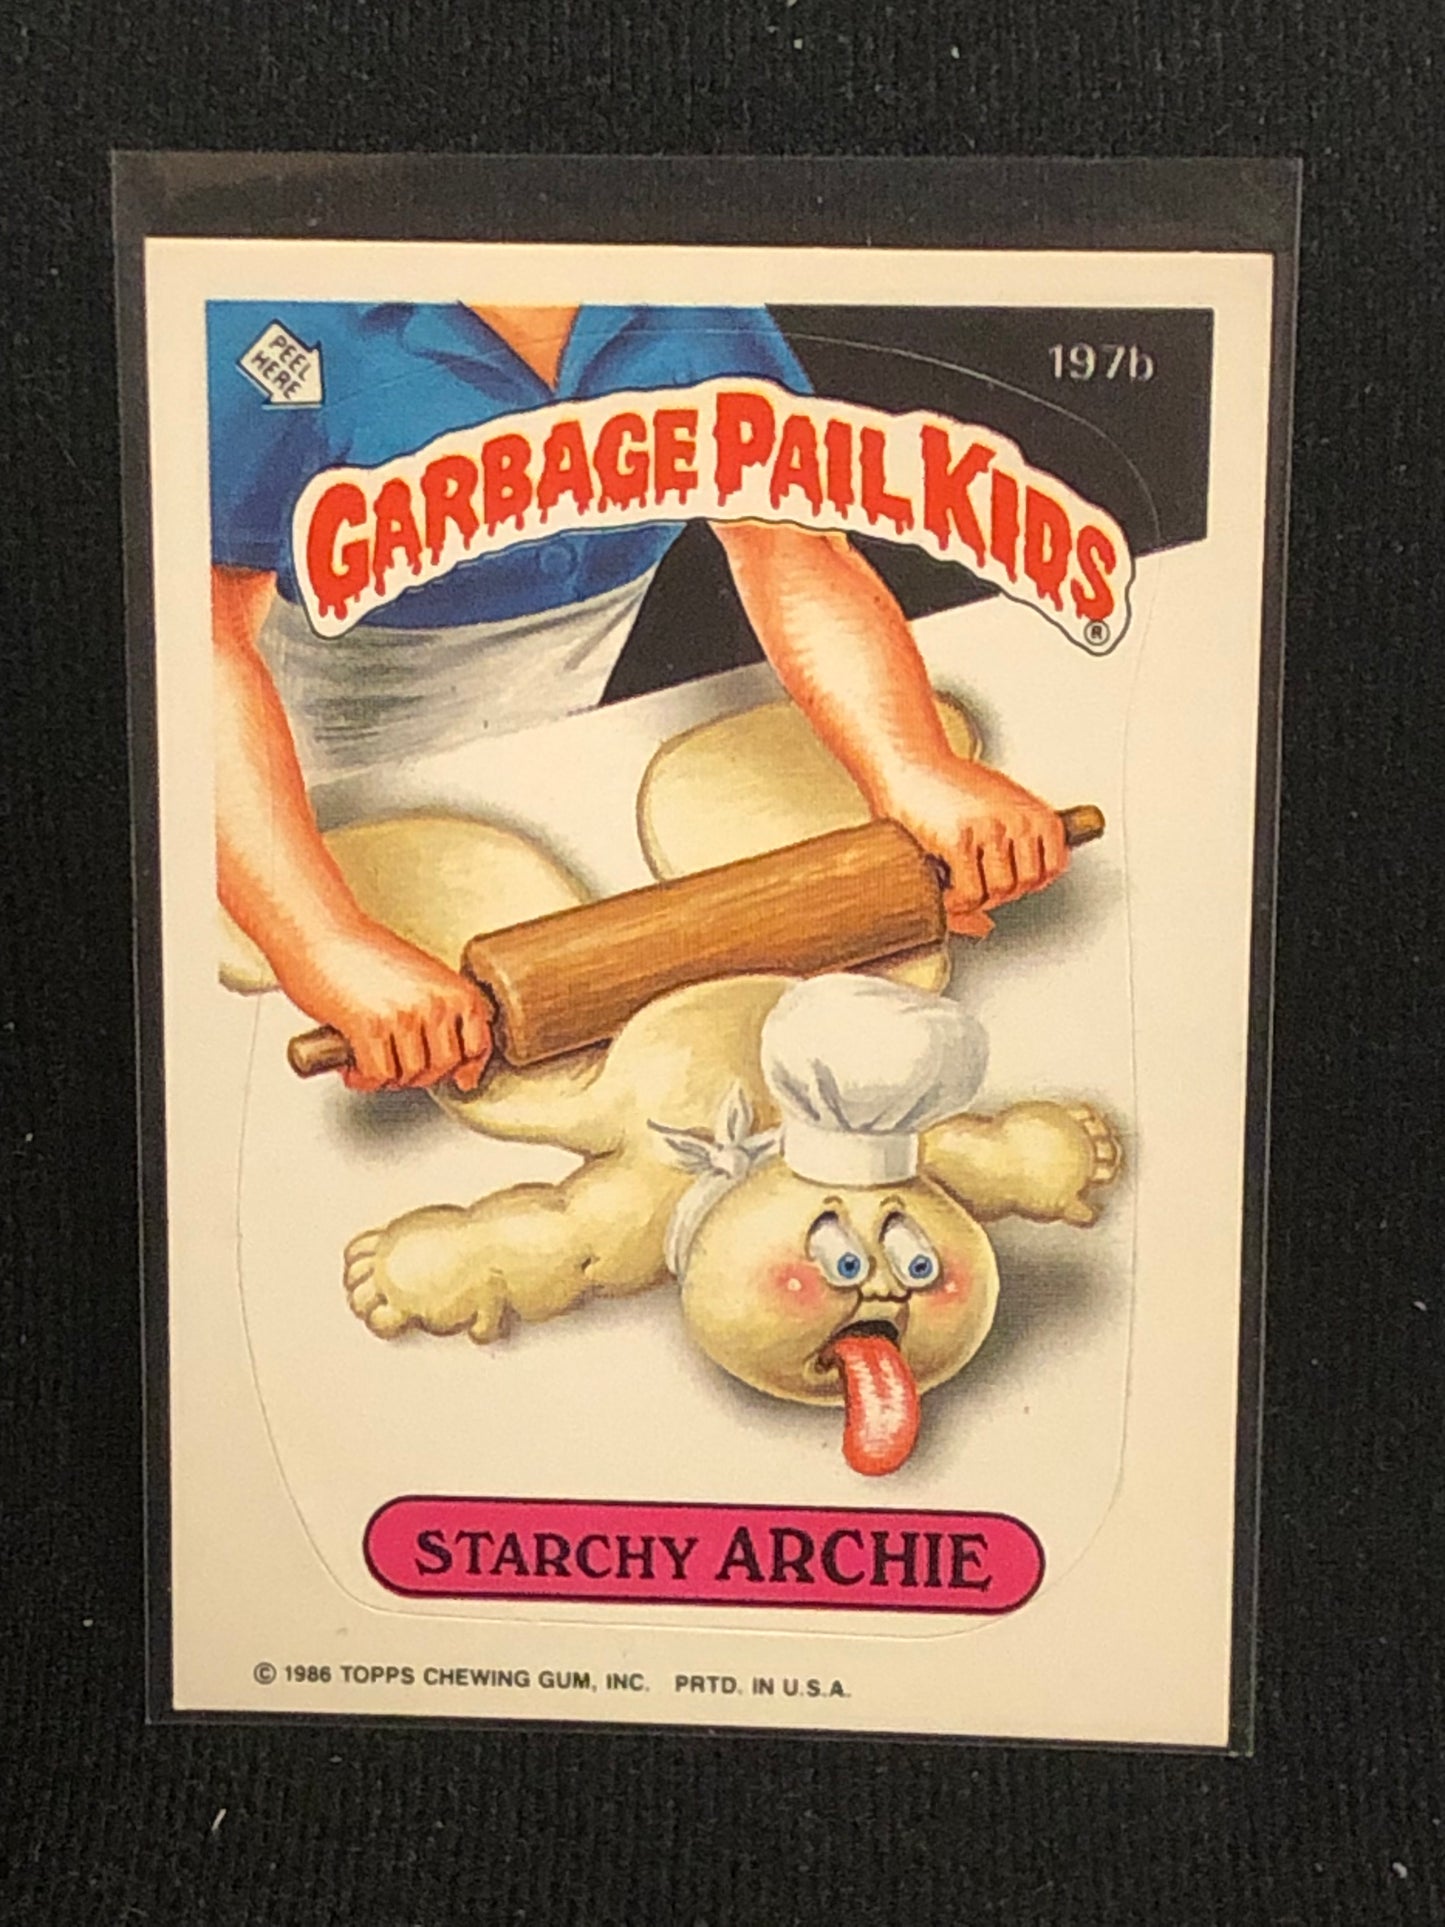 PEEL
HERE
197b
GARBAGE PAIL KIDS
®
STARCHY ARCHIE
© 1986 TOPPS CHEWING GUM, INC. PRTD. IN U.S.A.